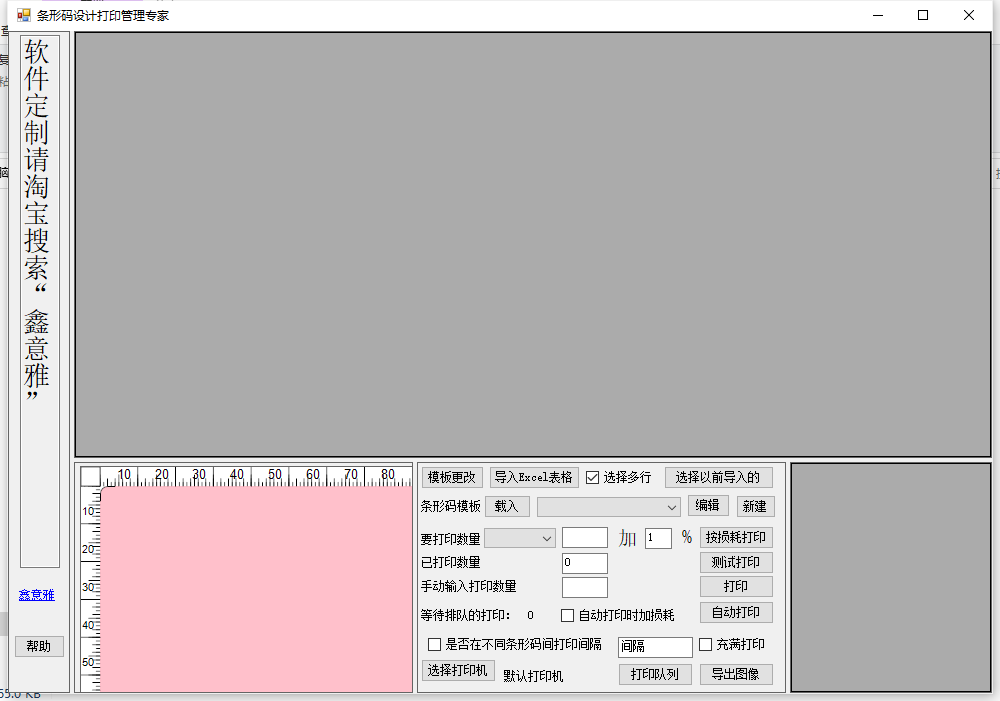 条形码设计打印管理专家
软件定制请淘宝搜索“鑫意雅”
鑫意雅
帮助
10 20 30 40 50 60 70 80
10
20
30
40
50
模板更改 导入Excel表格 选择多行 选择以前导入的
条形码模板 载入 编辑 新建
要打印数量 加 1 % 按损耗打印
已打印数量 0 测试打印
手动输入打印数量 打印
等待排队的打印： 0 自动打印时加损耗 自动打印
是否在不同条形码间打印间隔 间隔 充满打印
选择打印机 默认打印机 打印队列 导出图像